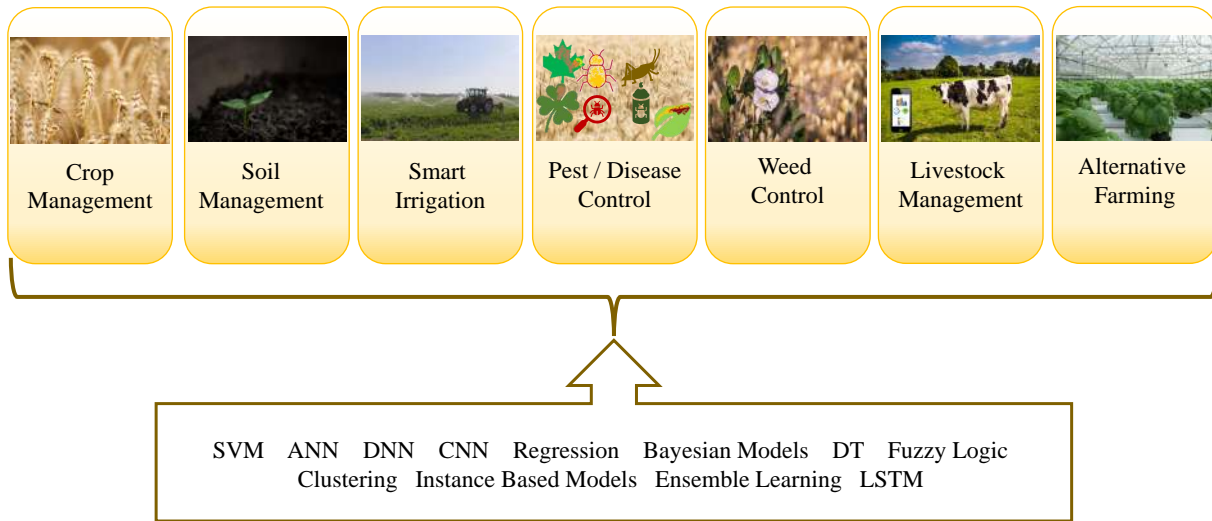 Crop
Management
Soil
Management
Smart
Irrigation
Pest / Disease
Control
Weed
Control
Livestock
Management
Alternative
Farming
SVM ANN DNN CNN Regression Bayesian Models DT Fuzzy Logic
Clustering Instance Based Models Ensemble Learning LSTM